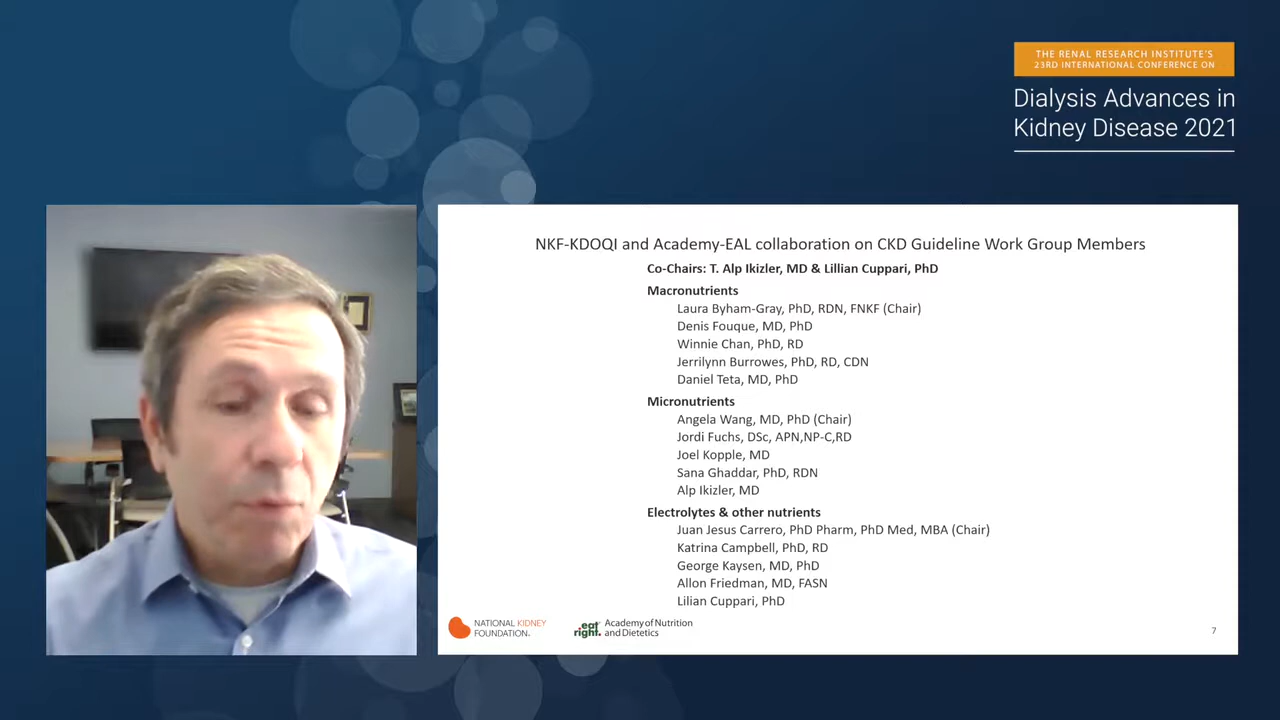 THE RENAL RESEARCH INSTITUTE'S
23RD INTERNATIONAL CONFERENCE ON
Dialysis Advances in
Kidney Disease 2021
NKF-KDOQI and Academy-EAL collaboration on CKD Guideline Work Group Members
Co-Chairs: T. Alp Ikizler, MD & Lillian Cuppari, PhD
Macronutrients
Laura Byham-Gray, PhD, RDN, FNKF (Chair)
Denis Fouque, MD, PhD
Winnie Chan, PhD, RD
Jerrilynn Burrowes, PhD, RD, CDN
Daniel Teta, MD, PhD
Micronutrients
Angela Wang, MD, PhD (Chair)
Jordi Fuchs, DSc, APN,NP-C,RD
Joel Kopple, MD
Sana Ghaddar, PhD, RDN
Alp Ikizler, MD
Electrolytes & other nutrients
Juan Jesus Carrero, PhD Pharm, PhD Med, MBA (Chair)
Katrina Campbell, PhD, RD
George Kaysen, MD, PhD
Allon Friedman, MD, FASN
Lilian Cuppari, PhD
NATIONAL KIDNEY
FOUNDATION®
eat
right.
Academy of Nutrition
and Dietetics
7